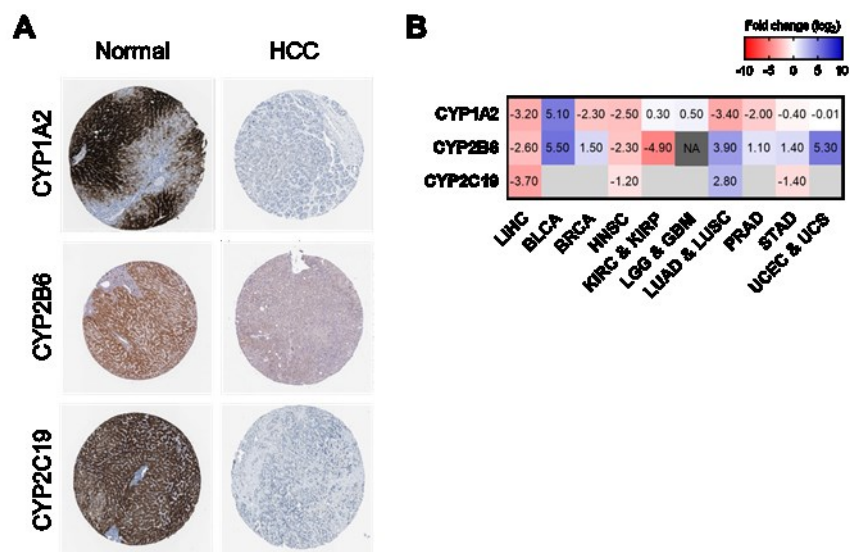 A
Normal HCC
CYP1A2
CYP2B6
CYP2C19
B
Fold change (log2)
-10 -5 0 5 10
CYP1A2 -3.20 5.10 -2.30 -2.50 0.30 0.50 -3.40 -2.00 -0.40 -0.01
CYP2B6 -2.60 5.50 1.50 -2.30 -4.90 NA 3.90 1.10 1.40 5.30
CYP2C19 -3.70 -1.20 2.80 -1.40
LIHC
BLCA
BRCA
HNSC
KIRC & KIRP
LGG & GBM
LUAD & LUSC
PRAD
STAD
UCEC & UCS